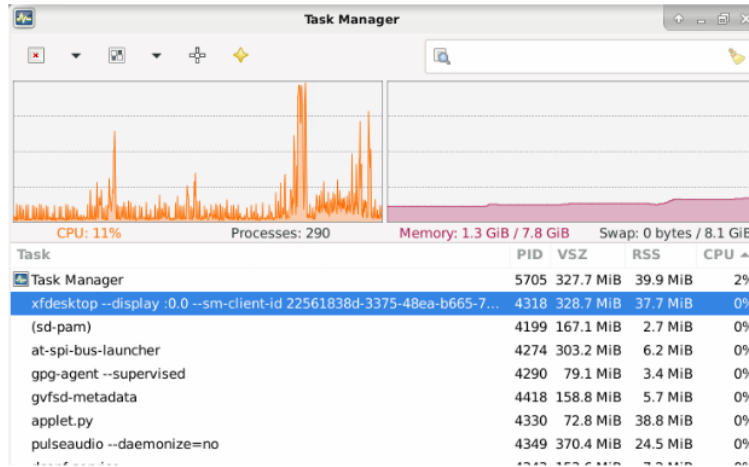 Task Manager
CPU: 11% Processes: 290 Memory: 1.3 GiB / 7.8 GiB Swap: 0 bytes / 8.1 GiB
Task PID VSZ RSS CPU
Task Manager 5705 327.7 MiB 39.9 MiB 2%
xfdesktop --display :0.0 --sm-client-id 22561838d-3375-48ea-b665-7... 4318 328.7 MiB 37.7 MiB 0%
(sd-pam) 4199 167.1 MiB 2.7 MiB 0%
at-spi-bus-launcher 4274 303.2 MiB 6.2 MiB 0%
gpg-agent --supervised 4290 79.1 MiB 3.4 MiB 0%
gvfsd-metadata 4418 158.8 MiB 5.7 MiB 0%
applet.py 4330 72.8 MiB 38.8 MiB 0%
pulseaudio --daemonize=no 4349 370.4 MiB 24.5 MiB 0%